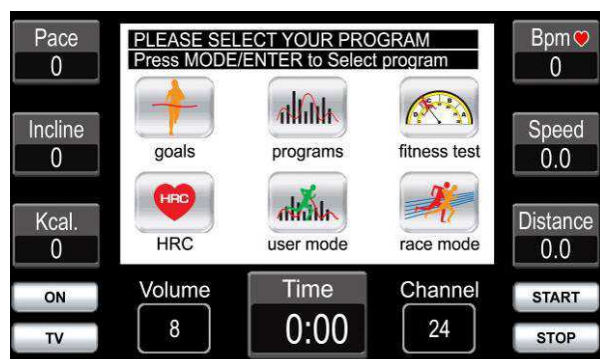 Pace
0
PLEASE SELECT YOUR PROGRAM
Press MODE/ENTER to Select program
Bpm
0
Incline
0
goals
programs
fitness test
Speed
0.0
HRC
Kcal.
0
HRC
user mode
race mode
Distance
0.0
ON
TV
Volume
8
Time
0:00
Channel
24
START
STOP